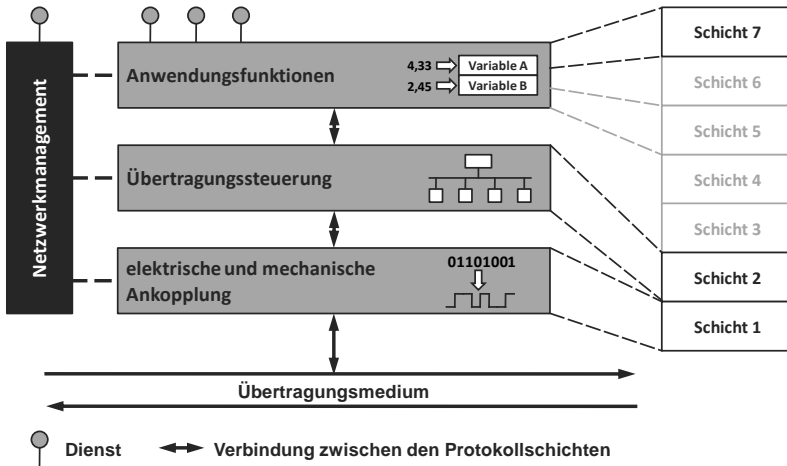 Netzwerkmanagement
Anwendungsfunktionen
4,33
Variable A
2,45
Variable B
Übertragungssteuerung
elektrische und mechanische
Ankopplung
01101001
Schicht 7
Schicht 6
Schicht 5
Schicht 4
Schicht 3
Schicht 2
Schicht 1
Übertragungsmedium
Dienst
Verbindung zwischen den Protokollschichten